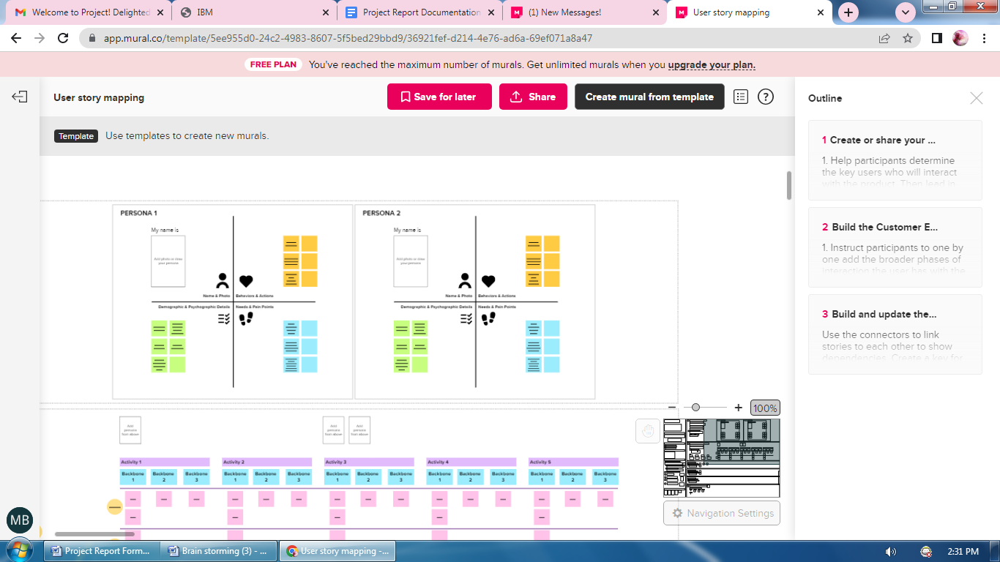 Welcome to Project! Delighted
IBM
Project Report Documentation
(1) New Messages!
User story mapping
app.mural.co/template/5ee955d0-24c2-4983-8607-5f5bed29bbd9/36921fef-d214-4e76-ad6a-69ef071a8a47
FREE PLAN You've reached the maximum number of murals. Get unlimited murals when you upgrade your plan.
User story mapping
Save for later
Share
Create mural from template
?
Template Use templates to create new murals.
Outline
1 Create or share your ...
1. Help participants determine
the key users who will interact
with the product. Then lead in
2 Build the Customer E...
1. Instruct participants to one by
one add the broader phases of
interaction the user has with the
3 Build and update the...
Use the connectors to link
stories to each other to show
dependencies. Create a key for
PERSONA 1
My name is
Add photo or draw
your persona
Name & Photo
Behaviors & Actions
Demographic & Psychographic Details
Needs & Pain Points
PERSONA 2
My name is
Add photo or draw
your persona
Name & Photo
Behaviors & Actions
Demographic & Psychographic Details
Needs & Pain Points
100%
Add
persona
from above
Add
persona
from above
Add
persona
from above
Activity 1
Activity 2
Activity 3
Activity 4
Activity 5
Backbone
1
Backbone
2
Backbone
3
Backbone
1
Backbone
2
Backbone
3
Backbone
1
Backbone
2
Backbone
3
Backbone
1
Backbone
2
Backbone
3
Backbone
1
Backbone
2
Backbone
3
Navigation Settings
MB
Project Report Form...
Brain storming (3) - ...
User story mapping -...
2:31 PM